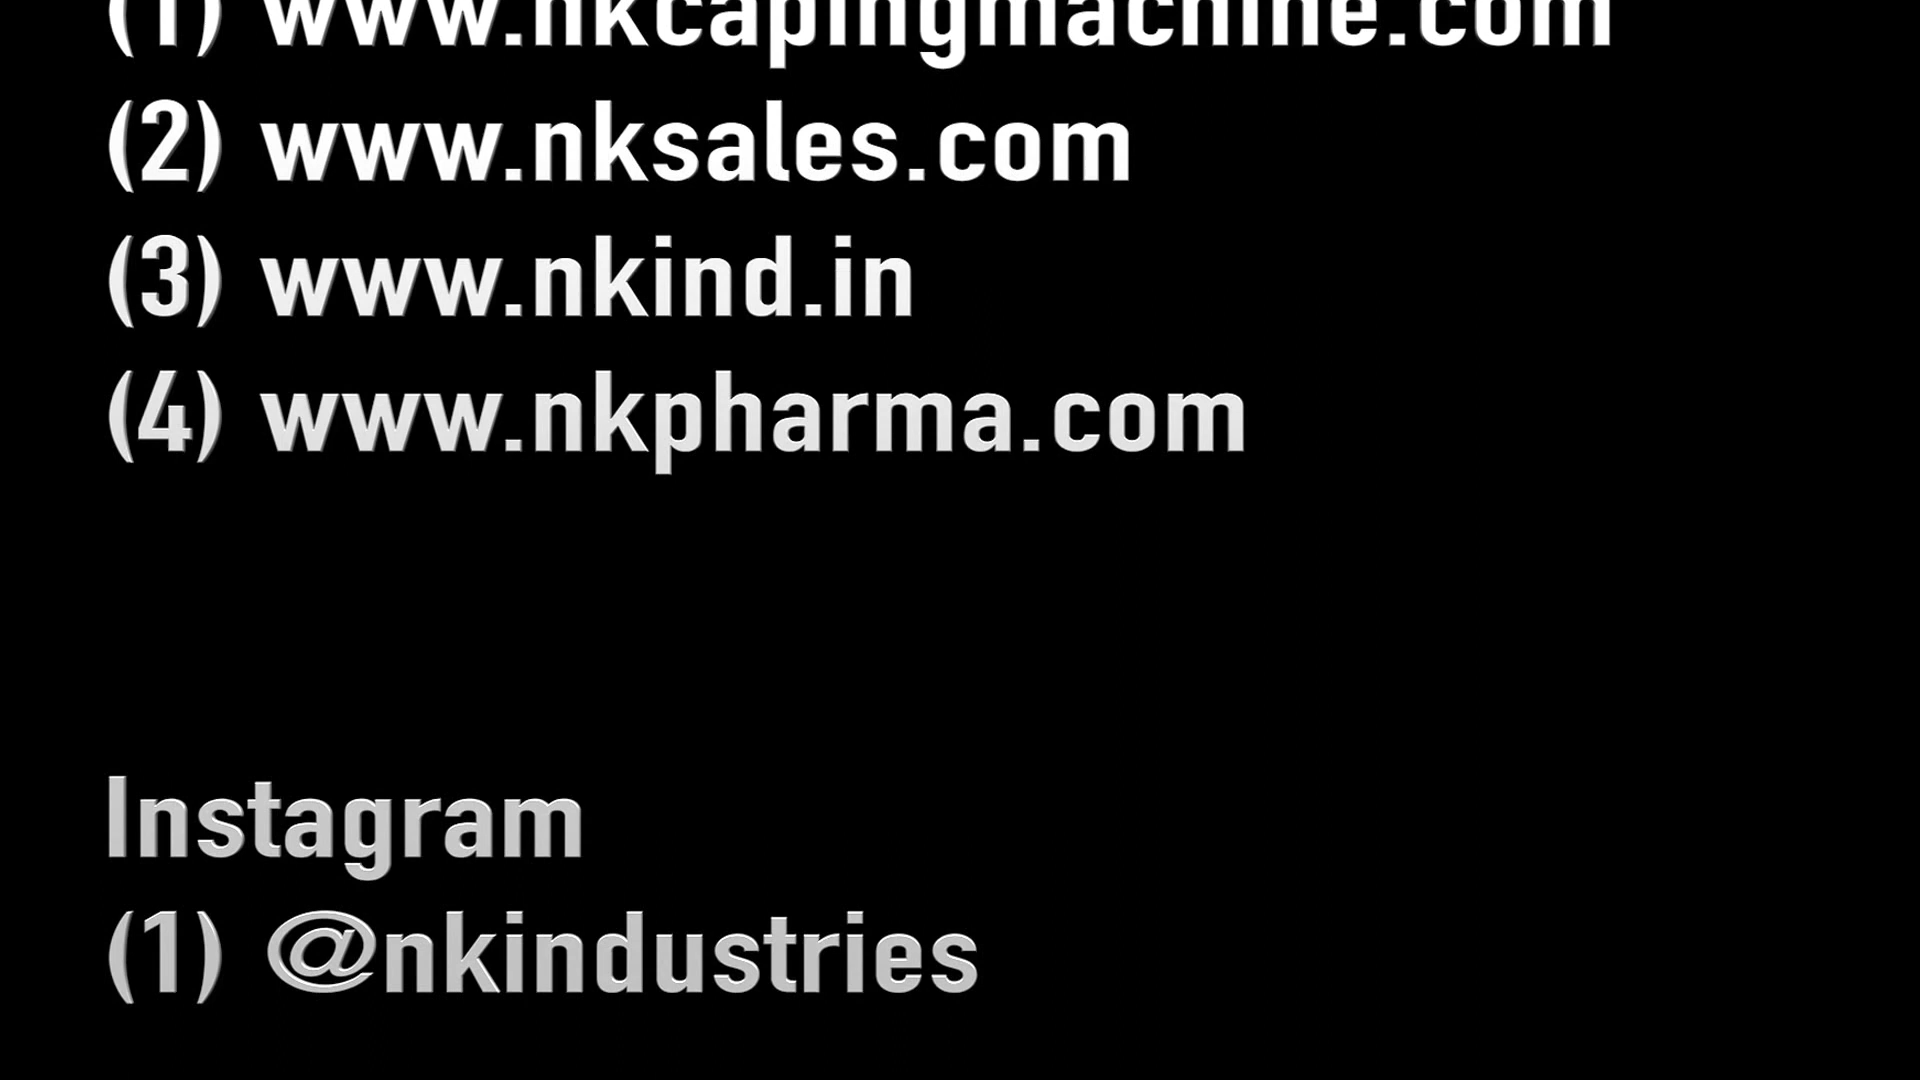 (1) www.nkcapingmachine.com
(2) www.nksales.com
(3) www.nkind.in
(4) www.nkpharma.com
Instagram
(1) @nkindustries